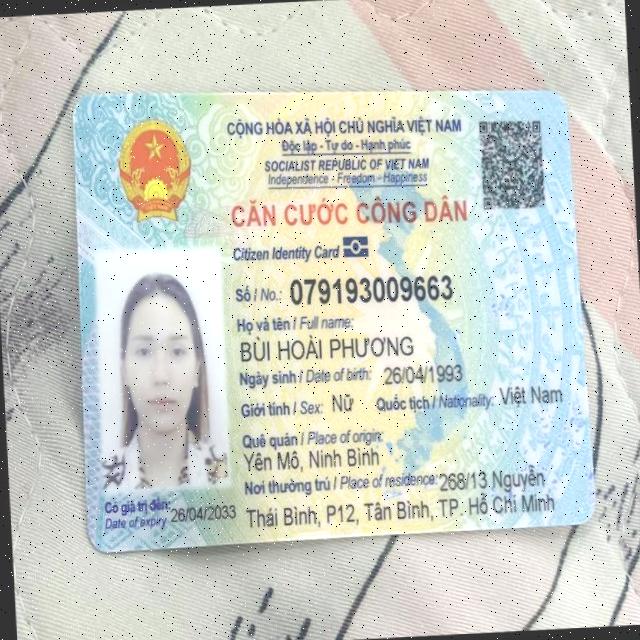 CỘNG HÒA XÃ HỘI CHỦ NGHĨA VIỆT NAM
Độc lập - Tự do - Hạnh phúc
SOCIALIST REPUBLIC OF VIET NAM
Independence - Freedom - Happiness
CĂN CƯỚC CÔNG DÂN
Citizen Identity Card
Số / No.: 079193009663
Họ và tên / Full name:
BÙI HOÀI PHƯƠNG
Ngày sinh / Date of birth: 26/04/1993
Giới tính / Sex: Nữ Quốc tịch / Nationality: Việt Nam
Quê quán / Place of origin:
Yên Mô, Ninh Bình
Nơi thường trú / Place of residence: 268/13 Nguyễn
Thái Bình, P12, Tân Bình, TP. Hồ Chí Minh
Có giá trị đến:
Date of expiry 26/04/2033